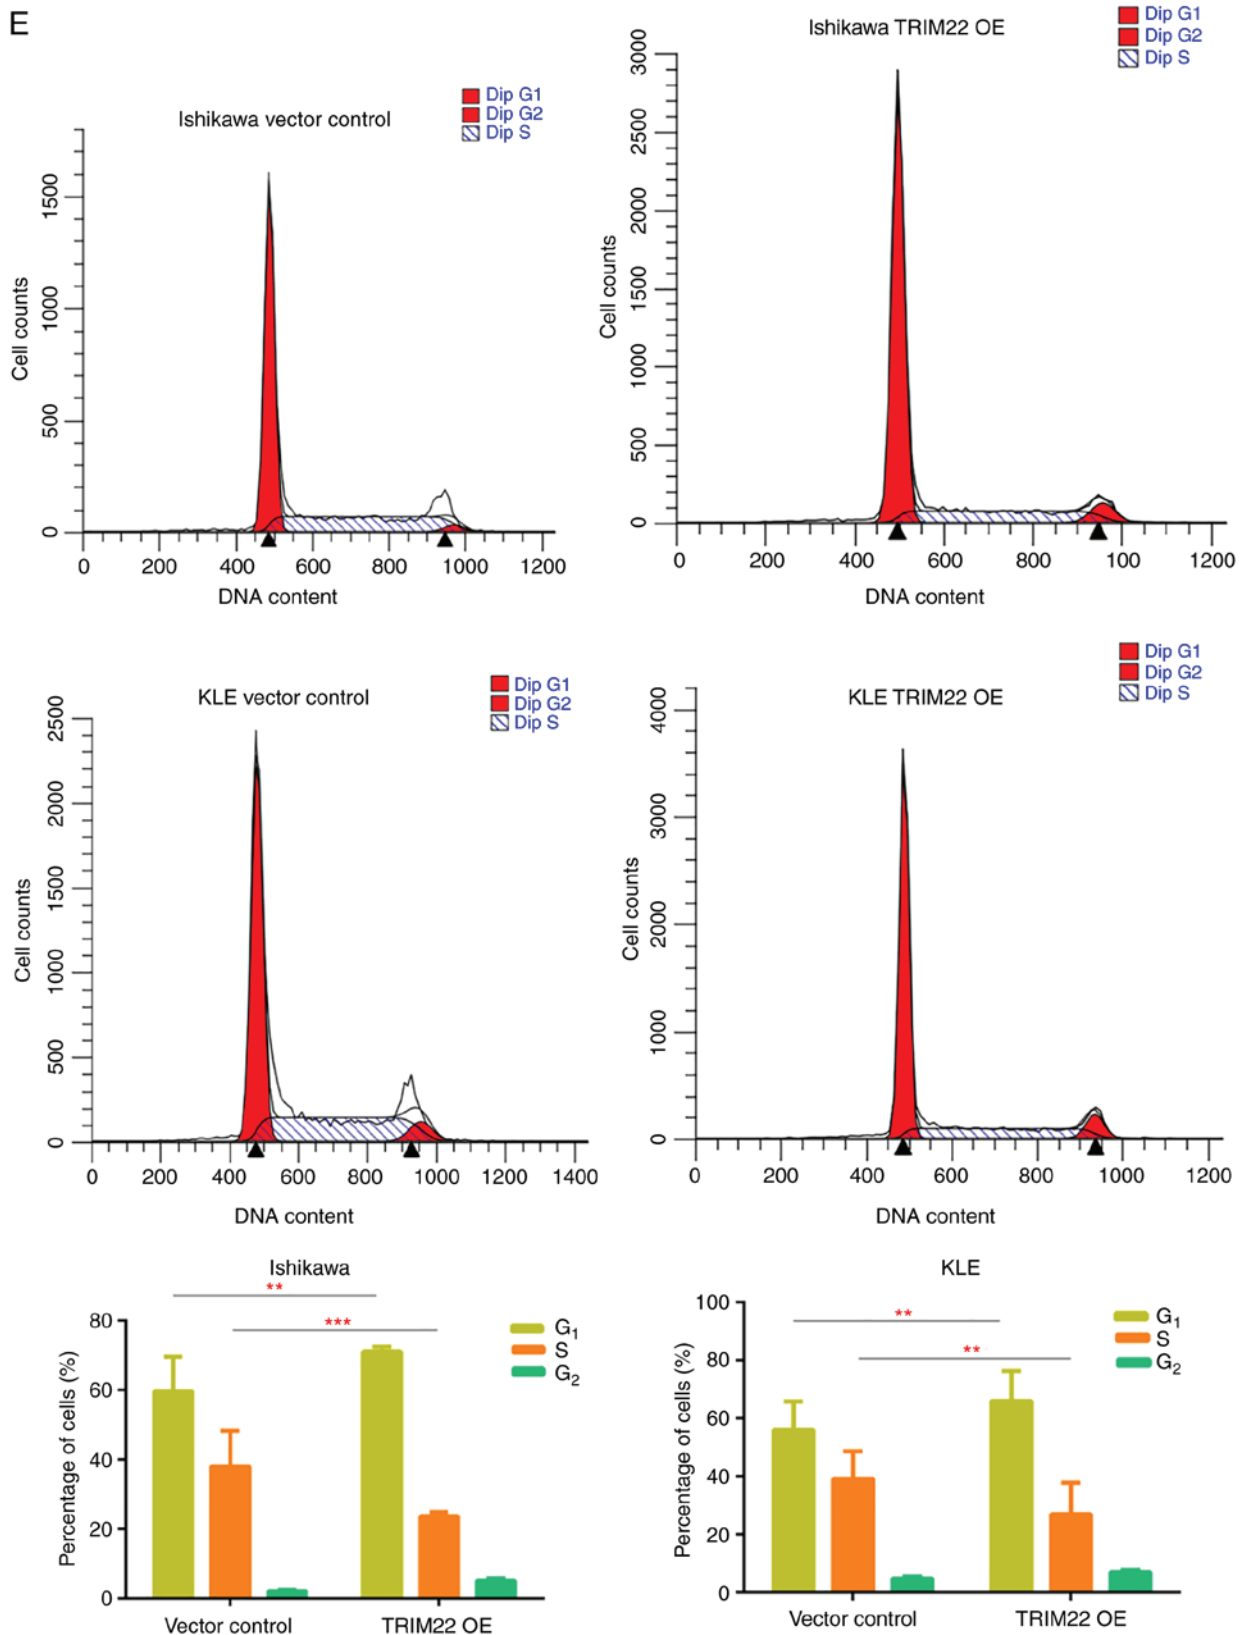 E
Ishikawa vector control
Dip G1
Dip G2
Dip S
Cell counts
1500
1000
500
0
0 200 400 600 800 1000 1200
DNA content
Ishikawa TRIM22 OE
Dip G1
Dip G2
Dip S
Cell counts
3000
2500
2000
1500
1000
500
0
0 200 400 600 800 100 1200
DNA content
KLE vector control
Dip G1
Dip G2
Dip S
Cell counts
2500
2000
1500
1000
500
0
0 200 400 600 800 1000 1200 1400
DNA content
KLE TRIM22 OE
Dip G1
Dip G2
Dip S
Cell counts
4000
3000
2000
1000
0
0 200 400 600 800 1000 1200
DNA content
Ishikawa
**
***
G1
S
G2
Percentage of cells (%)
80
60
40
20
0
Vector control TRIM22 OE
KLE
**
**
G1
S
G2
Percentage of cells (%)
100
80
60
40
20
0
Vector control TRIM22 OE